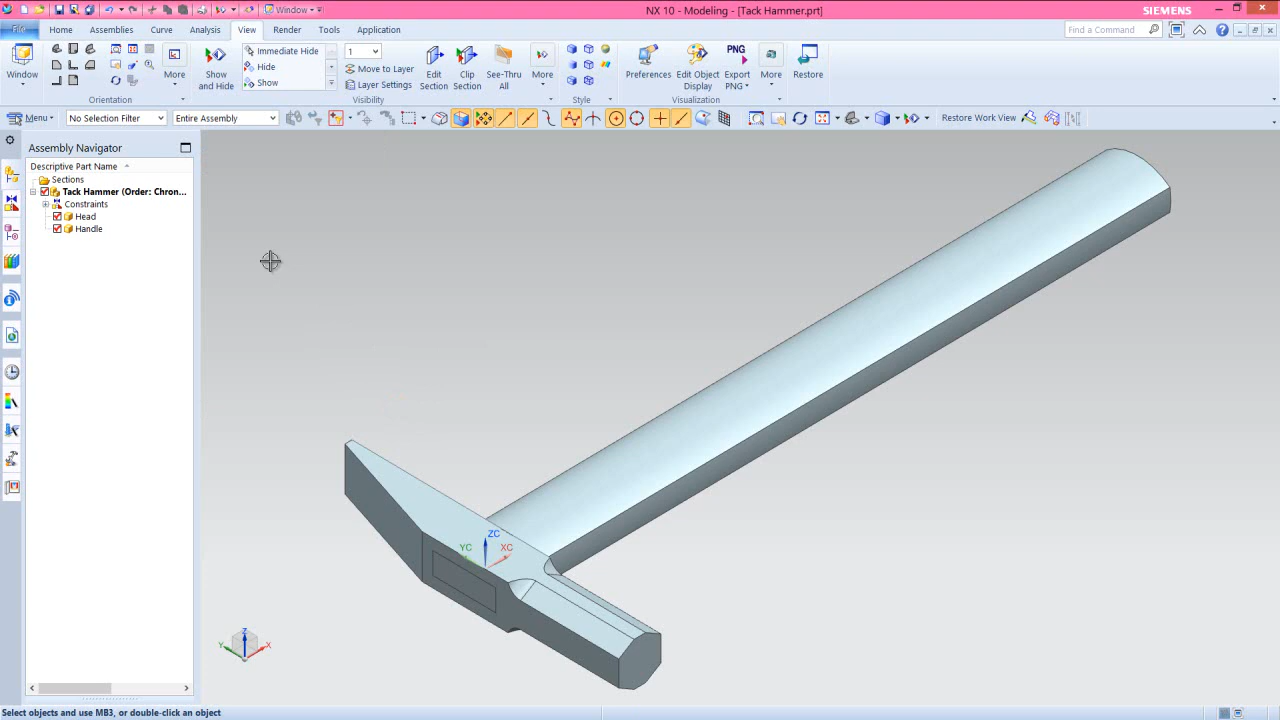 Window
NX 10 - Modeling - [Tack Hammer.prt]
SIEMENS
File
Home
Assemblies
Curve
Analysis
View
Render
Tools
Application
Find a Command
Window
More
Show and Hide
Immediate Hide
Hide
Show
1
Move to Layer
Layer Settings
Edit Section
Clip Section
See-Thru All
More
Preferences
Edit Object Display
PNG
Export PNG
More
Restore
Orientation
Visibility
Style
Visualization
Menu
No Selection Filter
Entire Assembly
Restore Work View
Assembly Navigator
Descriptive Part Name
Sections
Tack Hammer (Order: Chron...
Constraints
Head
Handle
ZC
YC
XC
Z
Y
X
Select objects and use MB3, or double-click an object